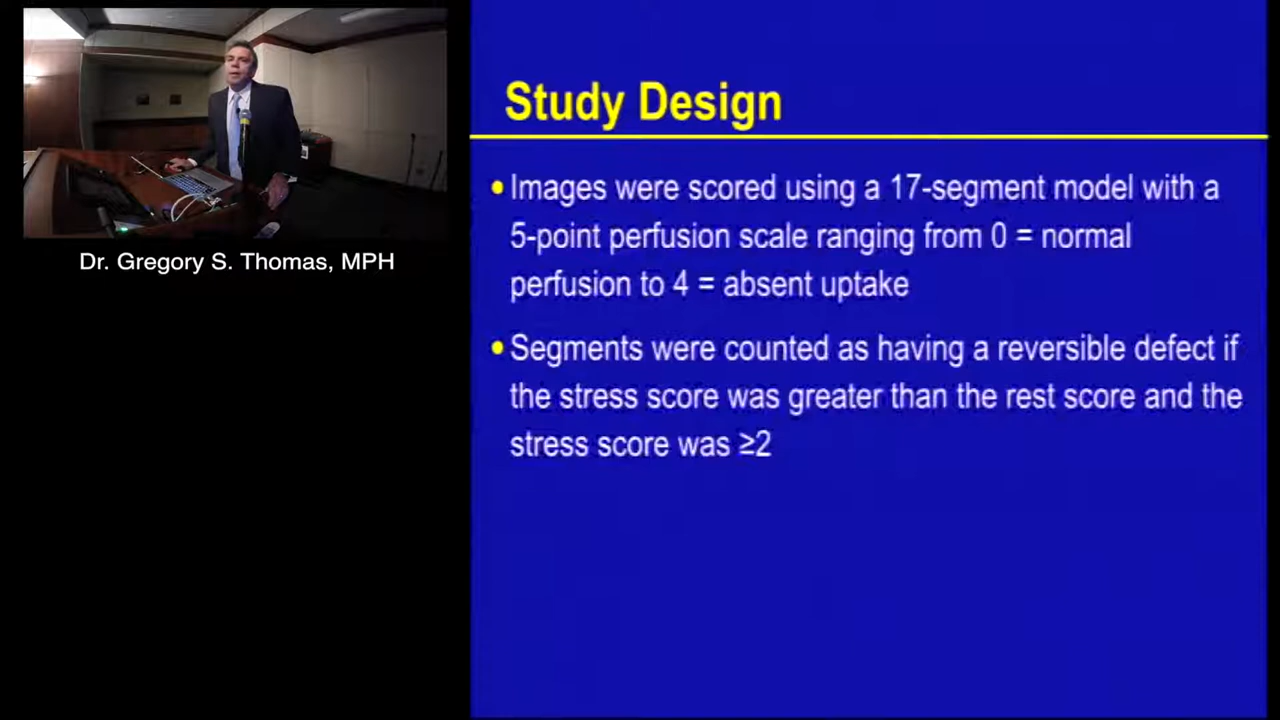 Study Design
• Images were scored using a 17-segment model with a
5-point perfusion scale ranging from 0 = normal
perfusion to 4 = absent uptake
• Segments were counted as having a reversible defect if
the stress score was greater than the rest score and the
stress score was ≥2
Dr. Gregory S. Thomas, MPH